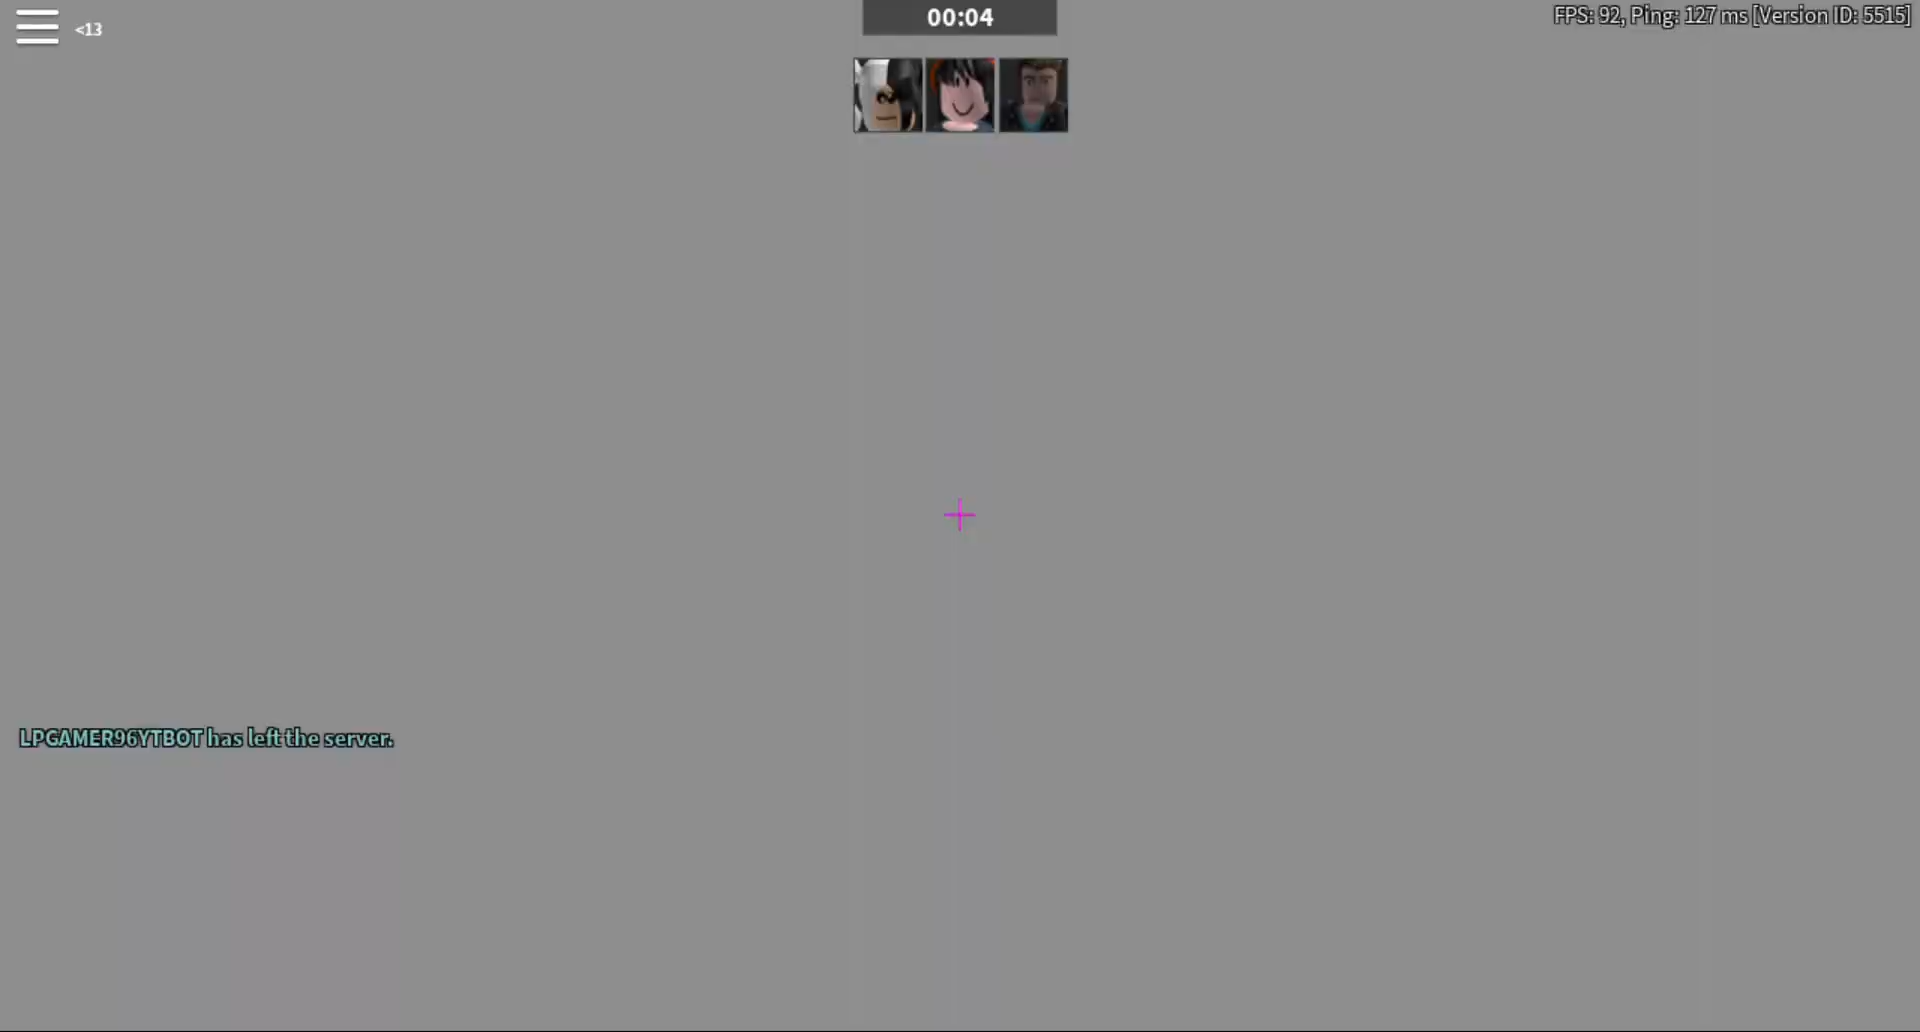 <13
00:04
FPS: 92, Ping: 127 ms [Version ID: 5515]
LPGAMER96YTBOT has left the server.